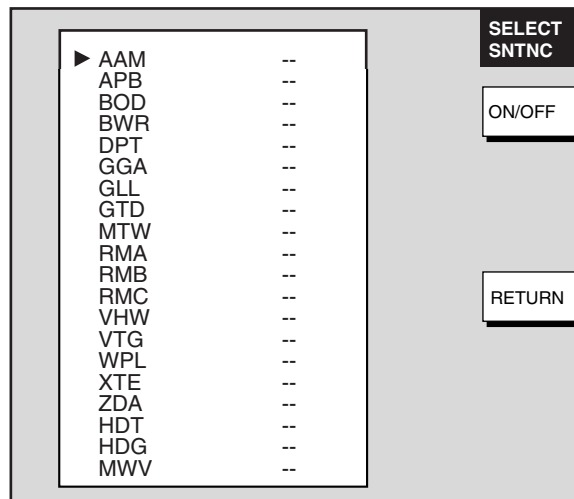 SELECT
SNTNC
▶ AAM --
APB --
BOD --
BWR --
DPT --
GGA --
GLL --
GTD --
MTW --
RMA --
RMB --
RMC --
VHW --
VTG --
WPL --
XTE --
ZDA --
HDT --
HDG --
MWV --
ON/OFF
RETURN